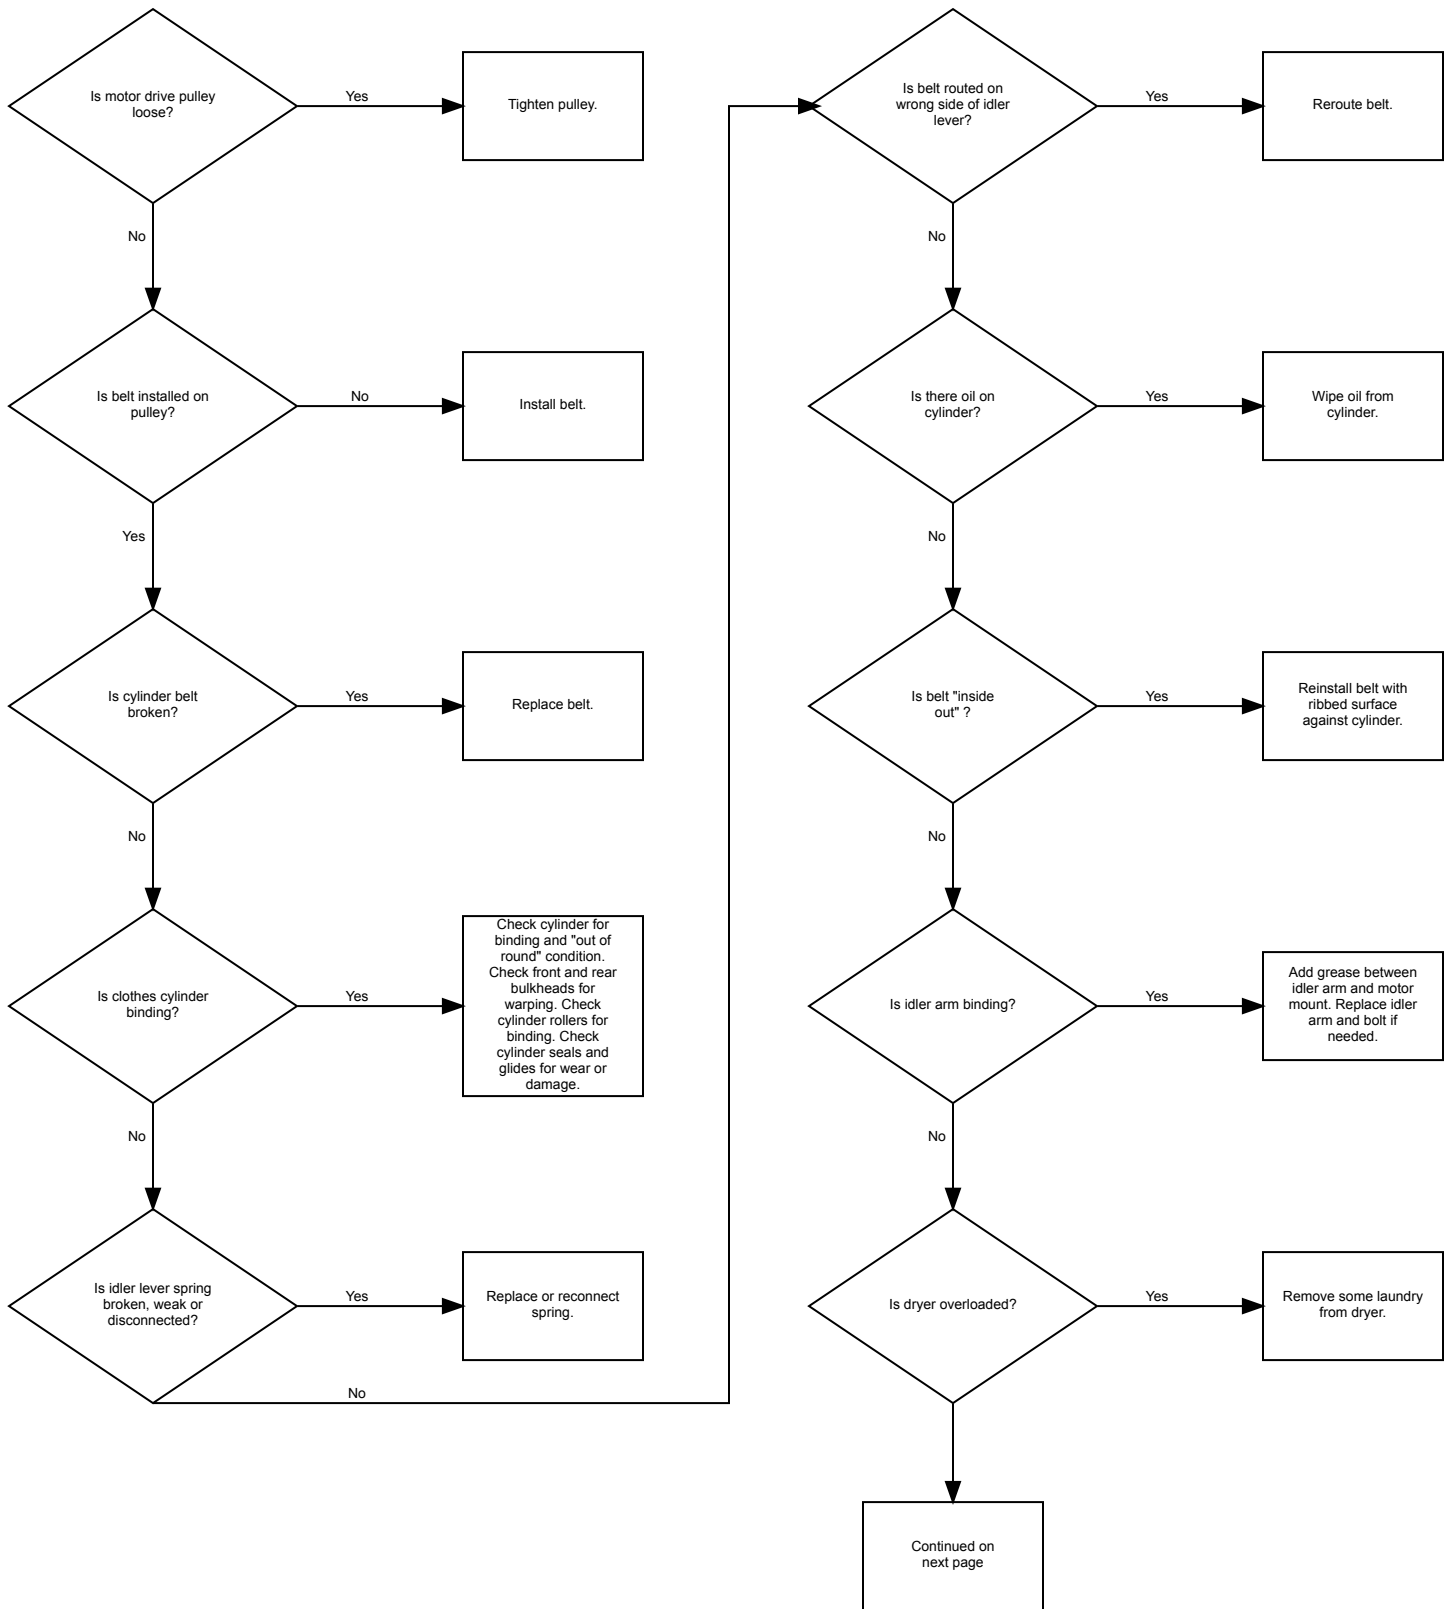 Is motor drive pulley
loose?
Yes
Tighten pulley.
No
Is belt installed on
pulley?
No
Install belt.
Yes
Is cylinder belt
broken?
Yes
Replace belt.
No
Is clothes cylinder
binding?
Yes
Check cylinder for
binding and "out of
round" condition.
Check front and rear
bulkheads for
warping. Check
cylinder rollers for
binding. Check
cylinder seals and
glides for wear or
damage.
No
Is idler lever spring
broken, weak or
disconnected?
Yes
Replace or reconnect
spring.
No
Is belt routed on
wrong side of idler
lever?
Yes
Reroute belt.
No
Is there oil on
cylinder?
Yes
Wipe oil from
cylinder.
No
Is belt "inside
out" ?
Yes
Reinstall belt with
ribbed surface
against cylinder.
No
Is idler arm binding?
Yes
Add grease between
idler arm and motor
mount. Replace idler
arm and bolt if
needed.
No
Is dryer overloaded?
Yes
Remove some laundry
from dryer.
Continued on
next page